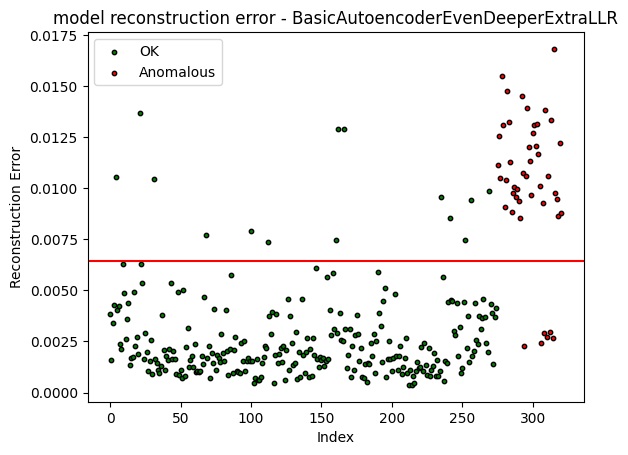 model reconstruction error - BasicAutoencoderEvenDeeperExtraLLR
OK
Anomalous
Reconstruction Error
0.0175
0.0150
0.0125
0.0100
0.0075
0.0050
0.0025
0.0000
0 50 100 150 200 250 300
Index